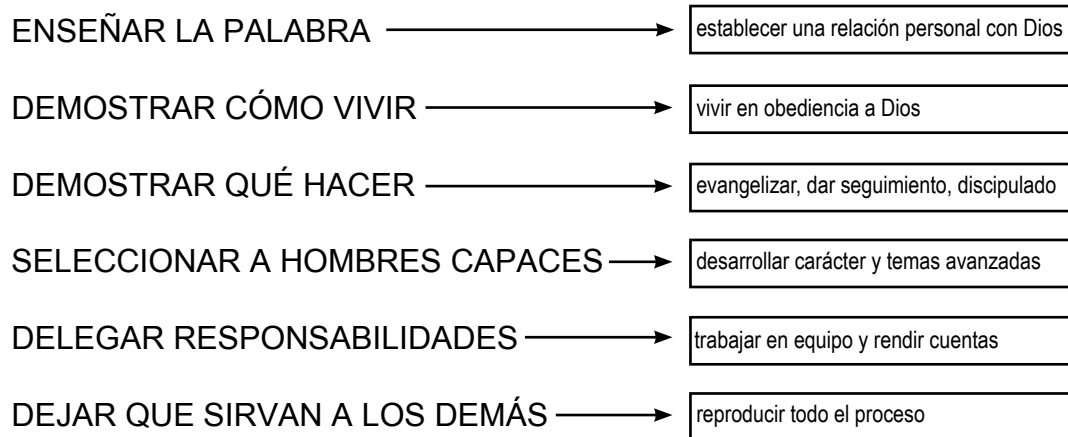 ENSEÑAR LA PALABRA establecer una relación personal con Dios
DEMOSTRAR CÓMO VIVIR vivir en obediencia a Dios
DEMOSTRAR QUÉ HACER evangelizar, dar seguimiento, discipulado
SELECCIONAR A HOMBRES CAPACES desarrollar carácter y temas avanzadas
DELEGAR RESPONSABILIDADES trabajar en equipo y rendir cuentas
DEJAR QUE SIRVAN A LOS DEMÁS reproducir todo el proceso